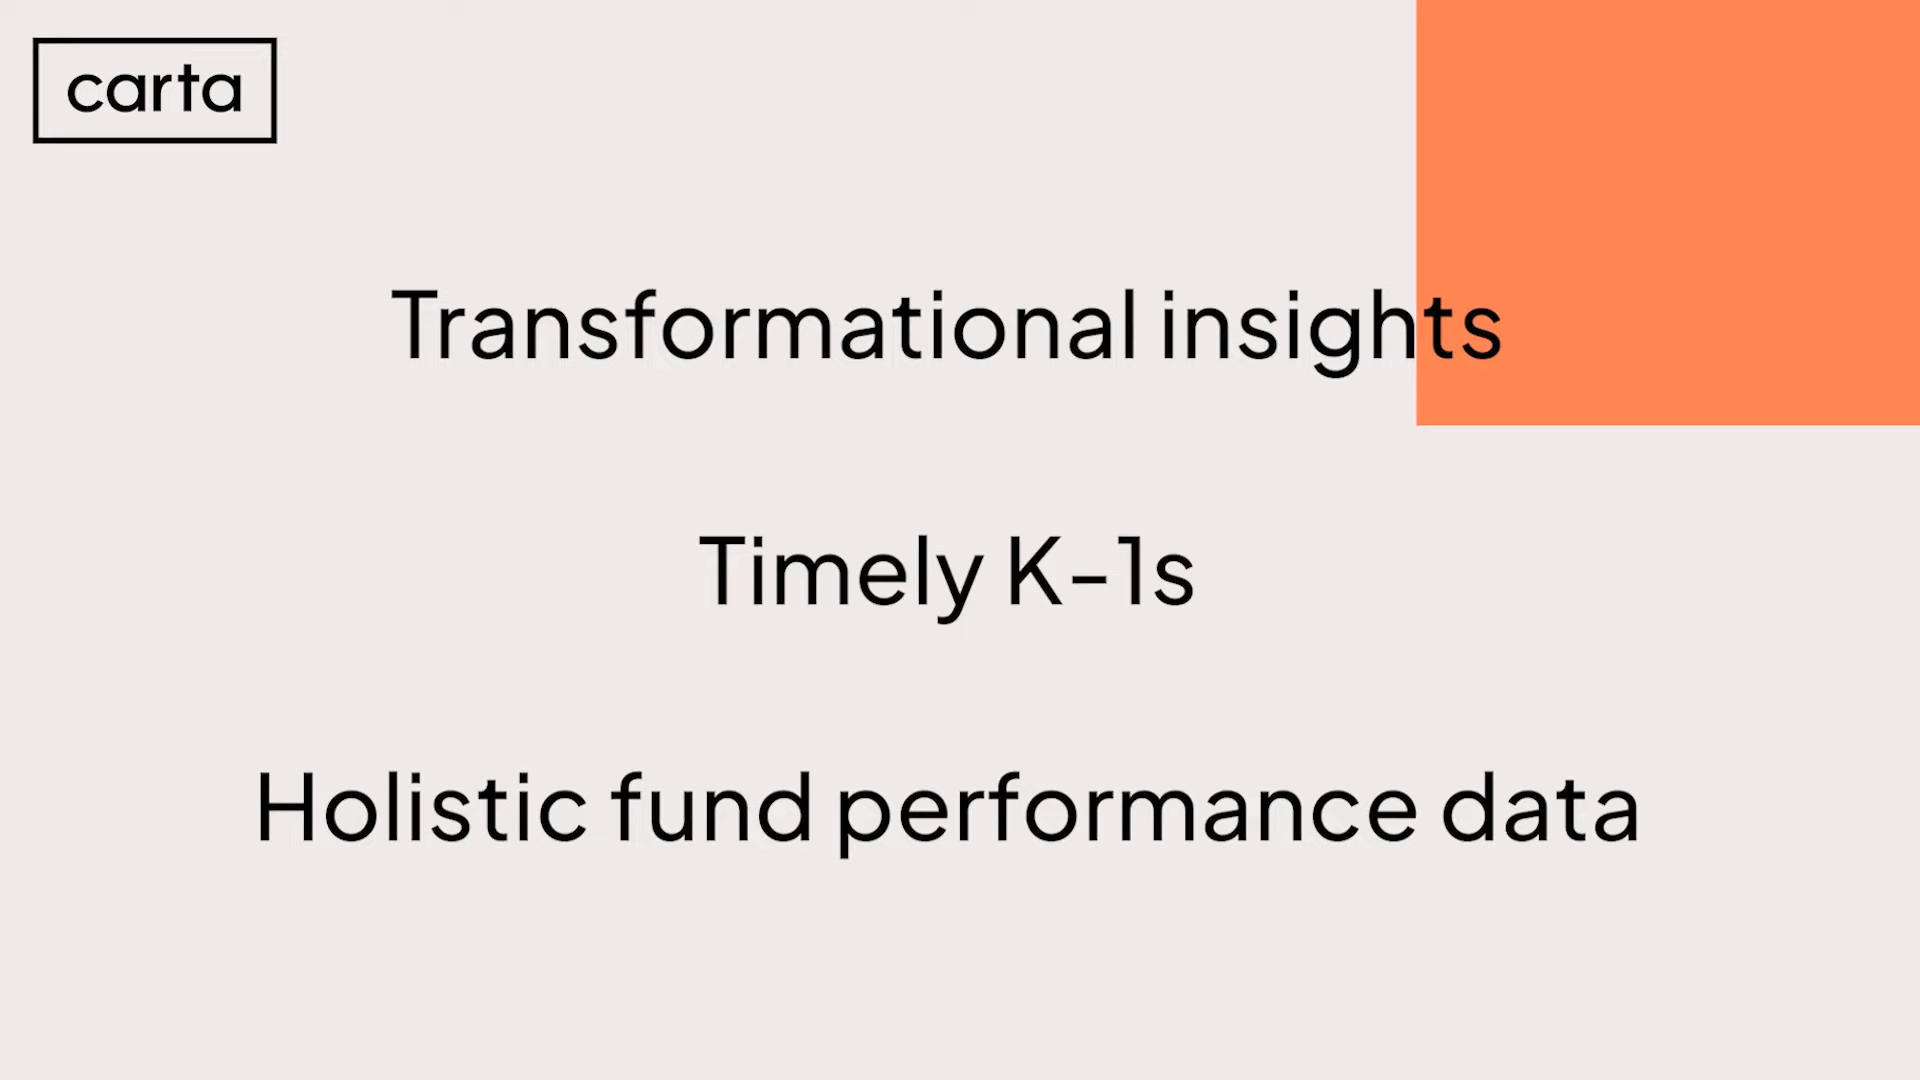 carta
Transformational insights
Timely K-1s
Holistic fund performance data